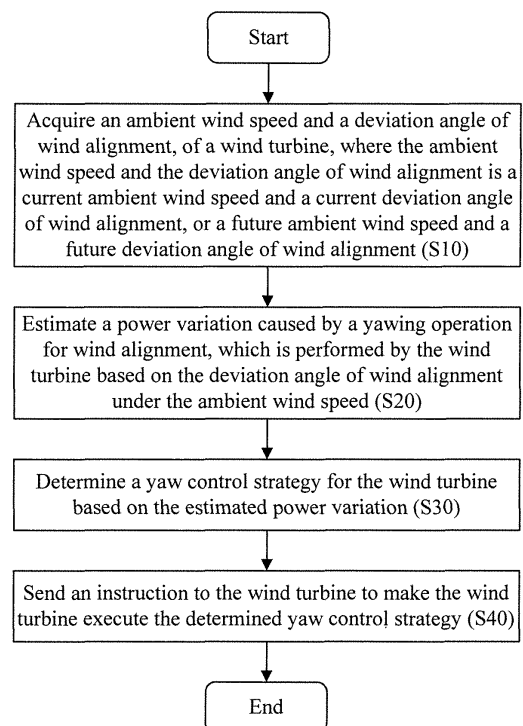 Start
Acquire an ambient wind speed and a deviation angle of
wind alignment, of a wind turbine, where the ambient
wind speed and the deviation angle of wind alignment is a
current ambient wind speed and a current deviation angle
of wind alignment, or a future ambient wind speed and a
future deviation angle of wind alignment (S10)
Estimate a power variation caused by a yawing operation
for wind alignment, which is performed by the wind
turbine based on the deviation angle of wind alignment
under the ambient wind speed (S20)
Determine a yaw control strategy for the wind turbine
based on the estimated power variation (S30)
Send an instruction to the wind turbine to make the wind
turbine execute the determined yaw control strategy (S40)
End